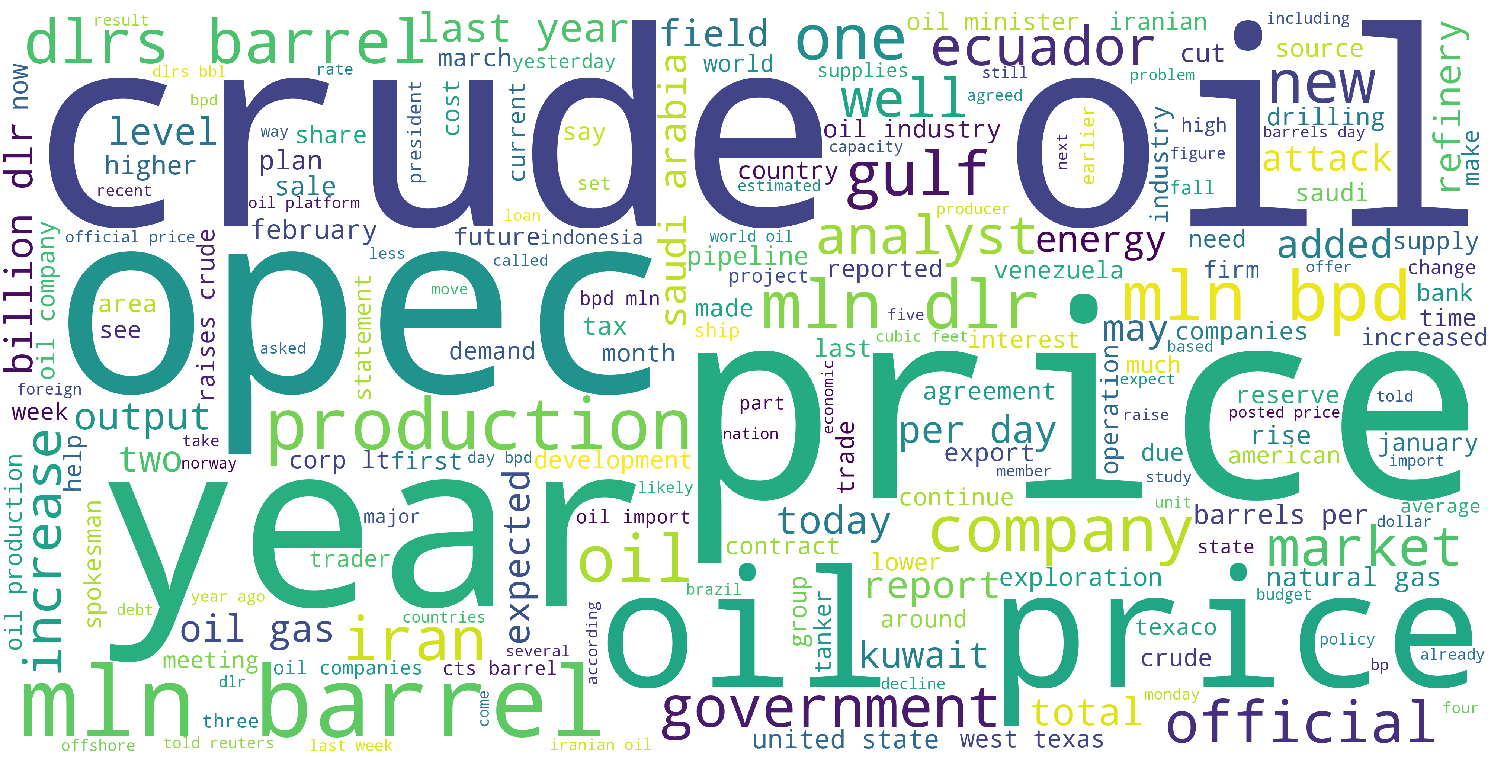 result
dlrs barrel
last year
field
one
oil minister
iranian
including
ecuador
cut
source
dlrs bbl
rate
march
yesterday
world
supplies
still
problem
new
refinery
now
bpd
crude oil
well
agreed
level
way
share
president
cost
current
say
saudi arabia
oil industry
capacity
high
drilling
barrels day
make
higher
plan
country
gulf
next
earlier
industry
figure
attack
recent
sale
set
estimated
fall
saudi
billion dlr
oil platform
loan
producer
official price
february
future
indonesia
world oil
analyst
energy
need
added
supply
oil company
less
called
pipeline
project
reported
venezuela
firm
offer
change
opec
area
see
raises crude
move
bpd mln
tax
made
mln dlr
mln bpd
bank
time
statement
asked
demand
month
ship
five
cubic feet
last
interest
may
companies
based
increased
foreign
price
much
expect
week
output
production
part
nation
economic
agreement
per day
operation
raise
reserve
posted price
told
increase
help
take
two
norway
corp lt
first
day bpd
development
trade
export
member
due
study
rise
american
january
import
oil production
spokesman
year
major
expected
likely
oil import
today
continue
company
unit
barrels per
dollar
average
trader
oil
contract
state
market
debt
year ago
countries
lower
report
exploration
natural gas
budget
oil gas
iran
several
according
brazil
oil price
group
tanker
around
texaco
policy
meeting
oil companies
cts barrel
kuwait
crude
bp
already
dlr
decline
mln barrel
three
come
government
total
monday
official
four
offshore
told reuters
last week
iranian oil
united state
west texas